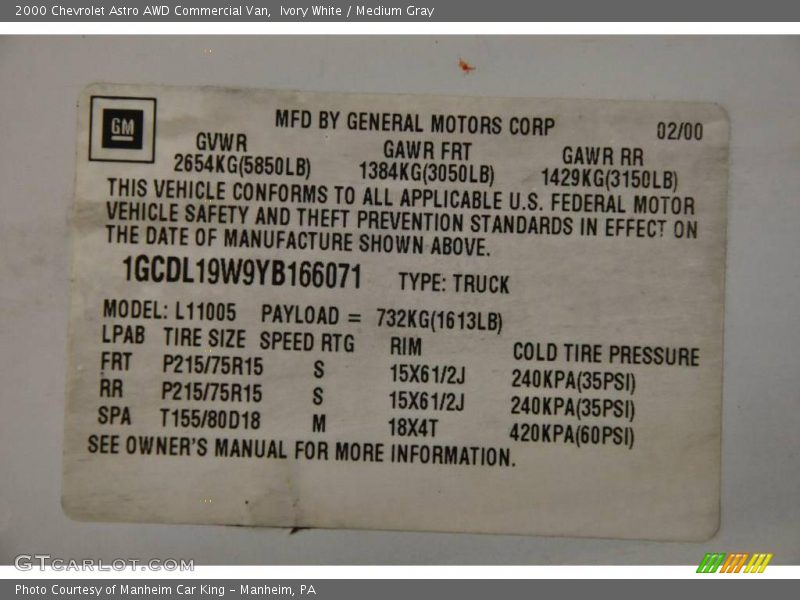 2000 Chevrolet Astro AWD Commercial Van,  Ivory White / Medium Gray
GM
MFD BY GENERAL MOTORS CORP 02/00
GVWR GAWR FRT GAWR RR
2654KG(5850LB) 1384KG(3050LB) 1429KG(3150LB)
THIS VEHICLE CONFORMS TO ALL APPLICABLE U.S. FEDERAL MOTOR
VEHICLE SAFETY AND THEFT PREVENTION STANDARDS IN EFFECT ON
THE DATE OF MANUFACTURE SHOWN ABOVE.
1GCDL19W9YB166071 TYPE: TRUCK
MODEL: L11005 PAYLOAD = 732KG(1613LB)
LPAB TIRE SIZE SPEED RTG RIM COLD TIRE PRESSURE
FRT P215/75R15 S 15X61/2J 240KPA(35PSI)
RR P215/75R15 S 15X61/2J 240KPA(35PSI)
SPA T155/80D18 M 18X4T 420KPA(60PSI)
SEE OWNER'S MANUAL FOR MORE INFORMATION.
GTCARLOT.COM
Photo Courtesy of Manheim Car King - Manheim, PA